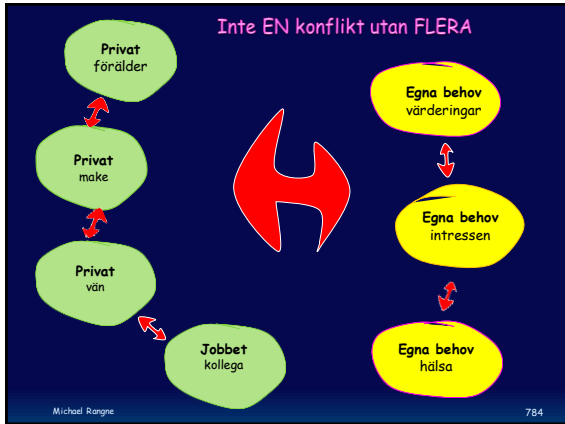 Inte EN konflikt utan FLERA
Privat
förälder
Privat
make
Privat
vän
Jobbet
kollega
Egna behov
värderingar
Egna behov
intressen
Egna behov
hälsa
Michael Rangne
784